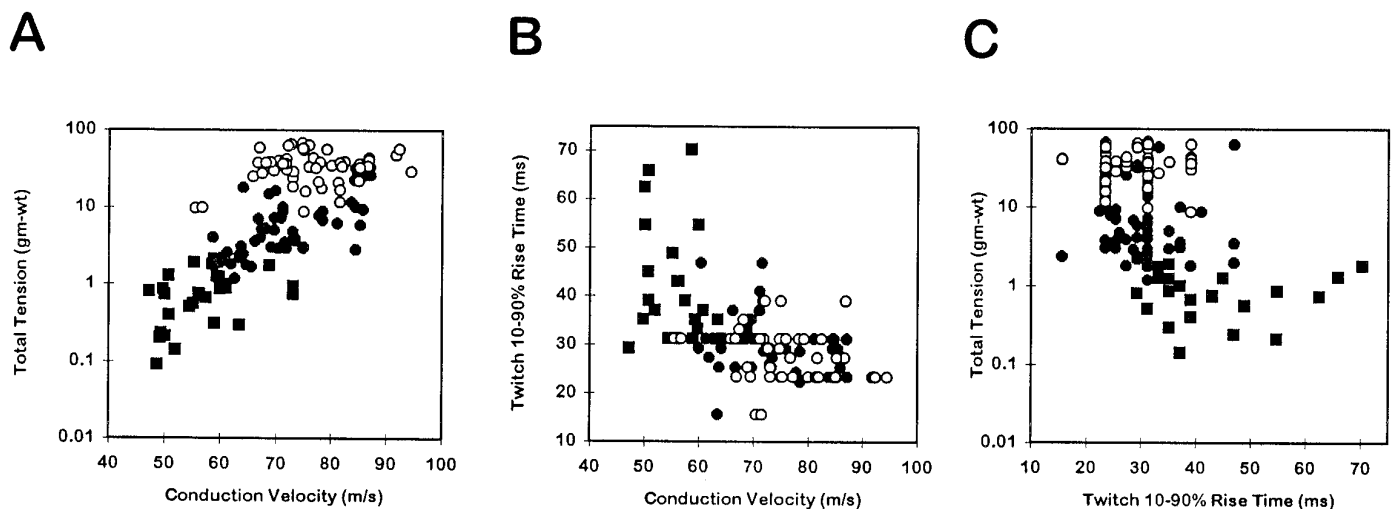 A
B
C
Total Tension (gm-wt)
100
10
1
0.1
0.01
40 50 60 70 80 90 100
Conduction Velocity (m/s)
Twitch 10-90% Rise Time (ms)
70
60
50
40
30
20
10
40 50 60 70 80 90 100
Conduction Velocity (m/s)
Total Tension (gm-wt)
100
10
1
0.1
0.01
10 20 30 40 50 60 70
Twitch 10-90% Rise Time (ms)